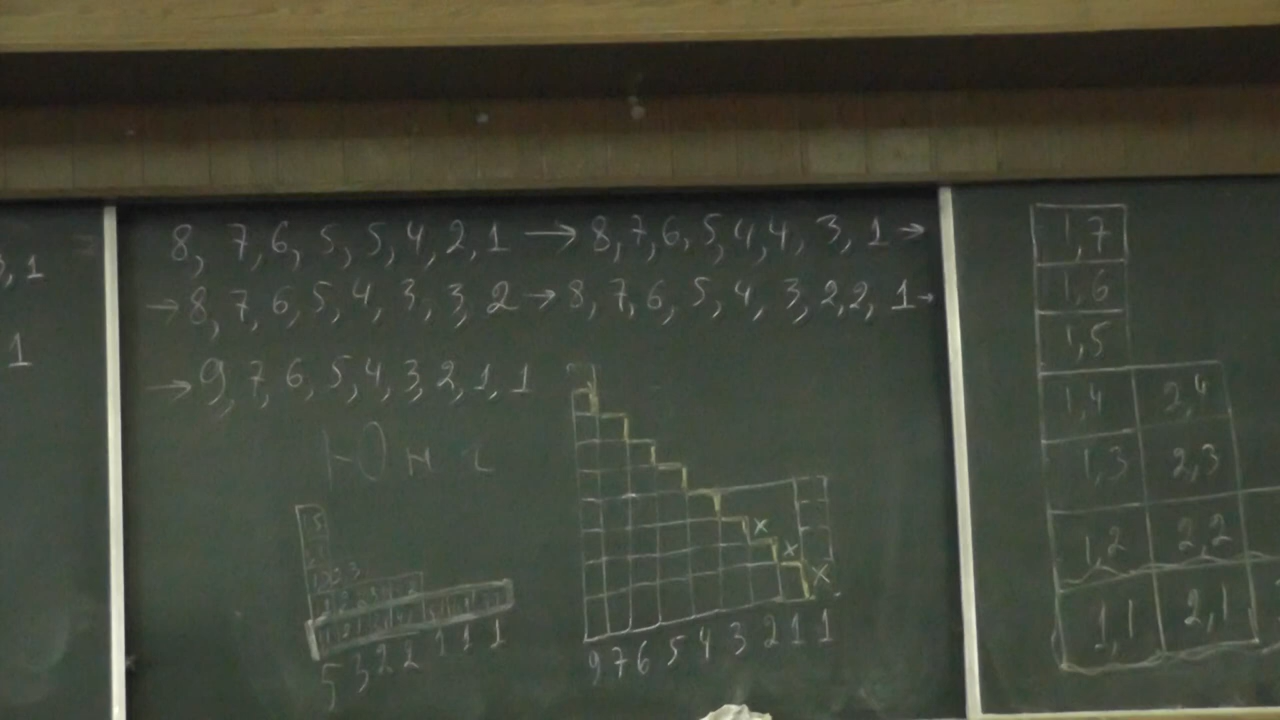 3,1
1
8, 7, 6, 5, 5, 4, 2, 1 → 8, 7, 6, 5, 4, 4, 3, 1 →
→ 8, 7, 6, 5, 4, 3, 3, 2 → 8, 7, 6, 5, 4, 3, 2, 2, 1 →
→ 9, 7, 6, 5, 4, 3, 2, 1, 1
Юнг
5 3 2 2 1 1 1
x
x
x
9 7 6 5 4 3 2 1 1
1,7
1,6
1,5
1,4 2,4
1,3 2,3
1,2 2,2
1,1 2,1